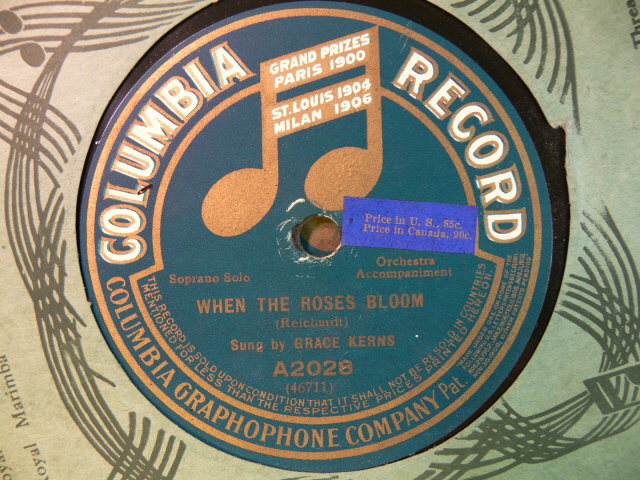 COLUMBIA RECORD
GRAND PRIZES
PARIS 1900
ST. LOUIS 1904
MILAN 1906
Price in U. S., 85c.
Price in Canada, 90c.
Soprano Solo
Orchestra
Accompaniment
WHEN THE ROSES BLOOM
(Reichardt)
Sung by GRACE KERNS
A2026
(46711)
THIS RECORD IS SOLD UPON CONDITION THAT IT SHALL NOT BE RESOLD IN COUNTRIES
MENTIONED FOR LESS THAN THE RESPECTIVE PRICES PRINTED HEREON
COLUMBIA GRAPHOPHONE COMPANY Pat.
Royal Marimba